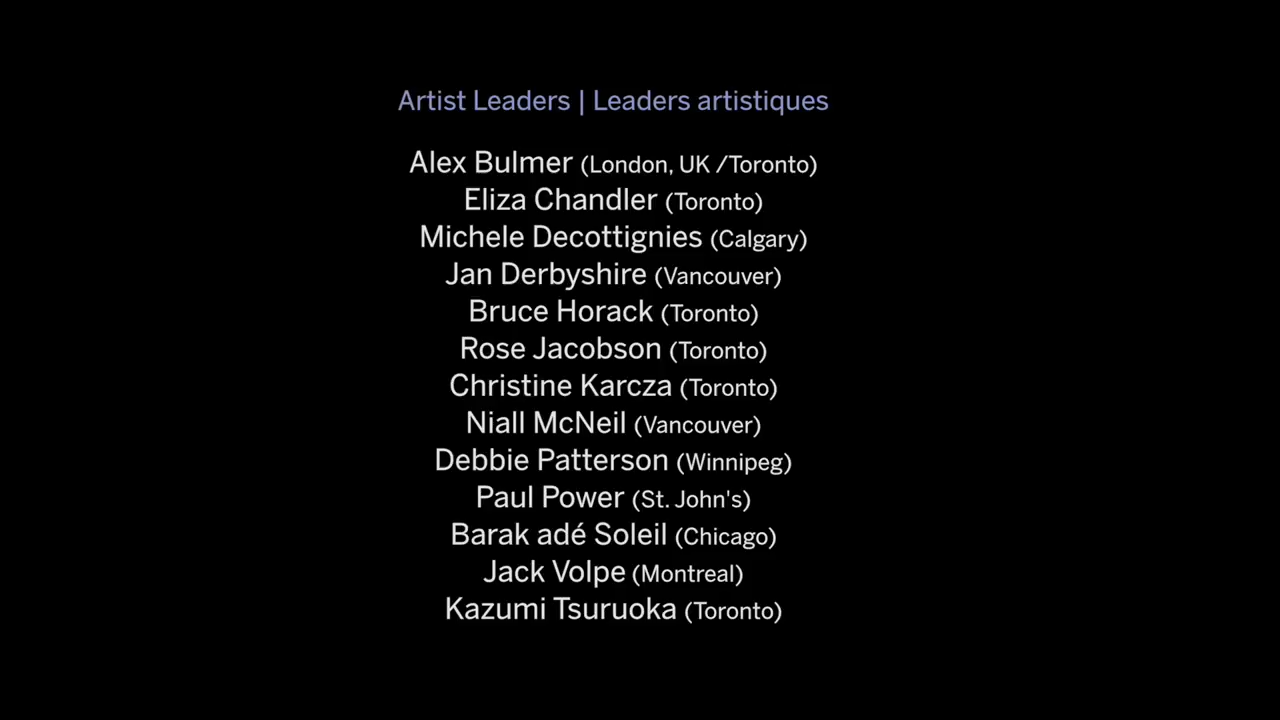 Artist Leaders | Leaders artistiques
Alex Bulmer (London, UK /Toronto)
Eliza Chandler (Toronto)
Michele Decottignies (Calgary)
Jan Derbyshire (Vancouver)
Bruce Horack (Toronto)
Rose Jacobson (Toronto)
Christine Karcza (Toronto)
Niall McNeil (Vancouver)
Debbie Patterson (Winnipeg)
Paul Power (St. John's)
Barak adé Soleil (Chicago)
Jack Volpe (Montreal)
Kazumi Tsuruoka (Toronto)